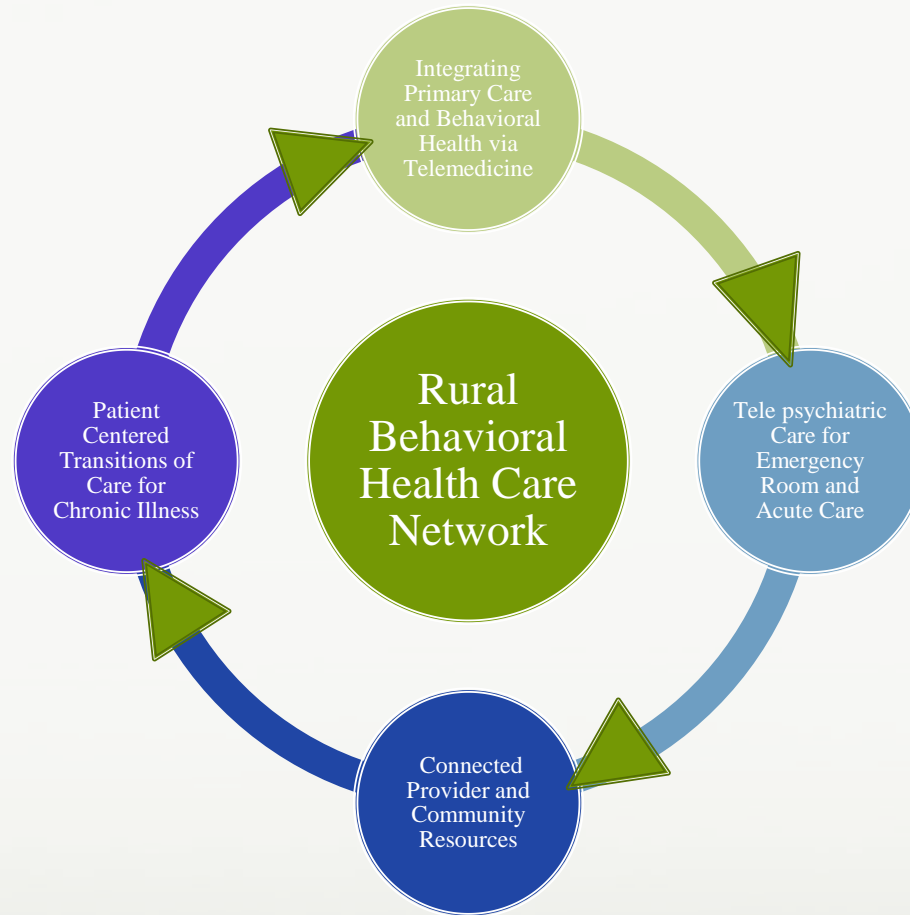 Integrating
Primary Care
and Behavioral
Health via
Telemedicine
Rural
Behavioral
Health Care
Network
Patient
Centered
Transitions of
Care for
Chronic Illness
Tele psychiatric
Care for
Emergency
Room and
Acute Care
Connected
Provider and
Community
Resources